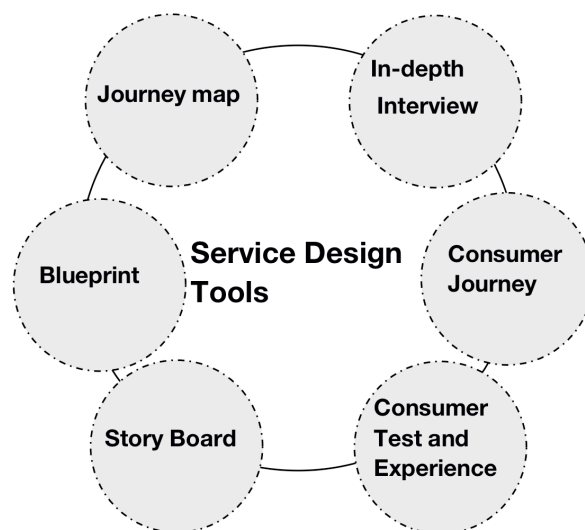 Journey map
In-depth
Interview
Service Design
Tools
Blueprint
Consumer
Journey
Story Board
Consumer
Test and
Experience